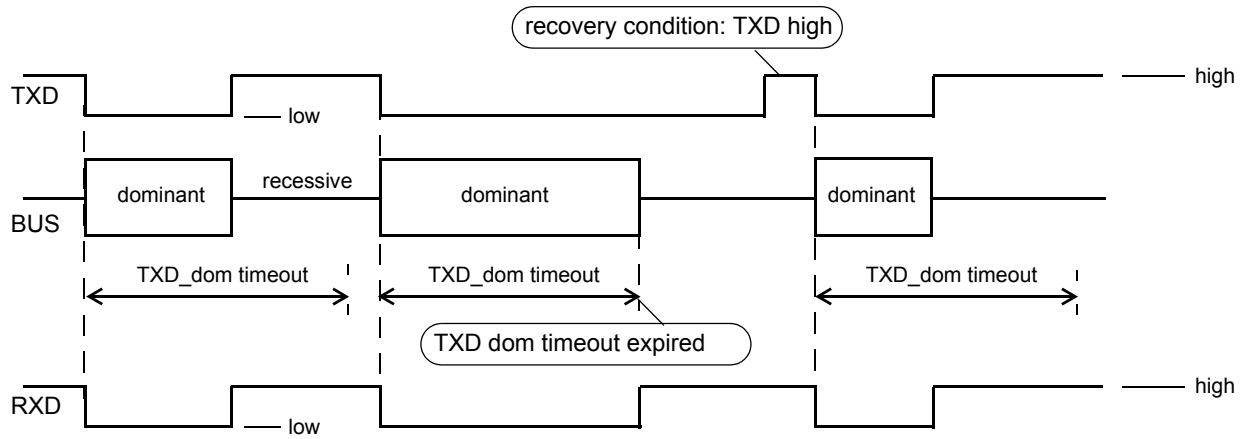 recovery condition: TXD high
TXD
high
low
dominant
recessive
dominant
dominant
BUS
TXD_dom timeout
TXD_dom timeout
TXD_dom timeout
TXD dom timeout expired
RXD
high
low